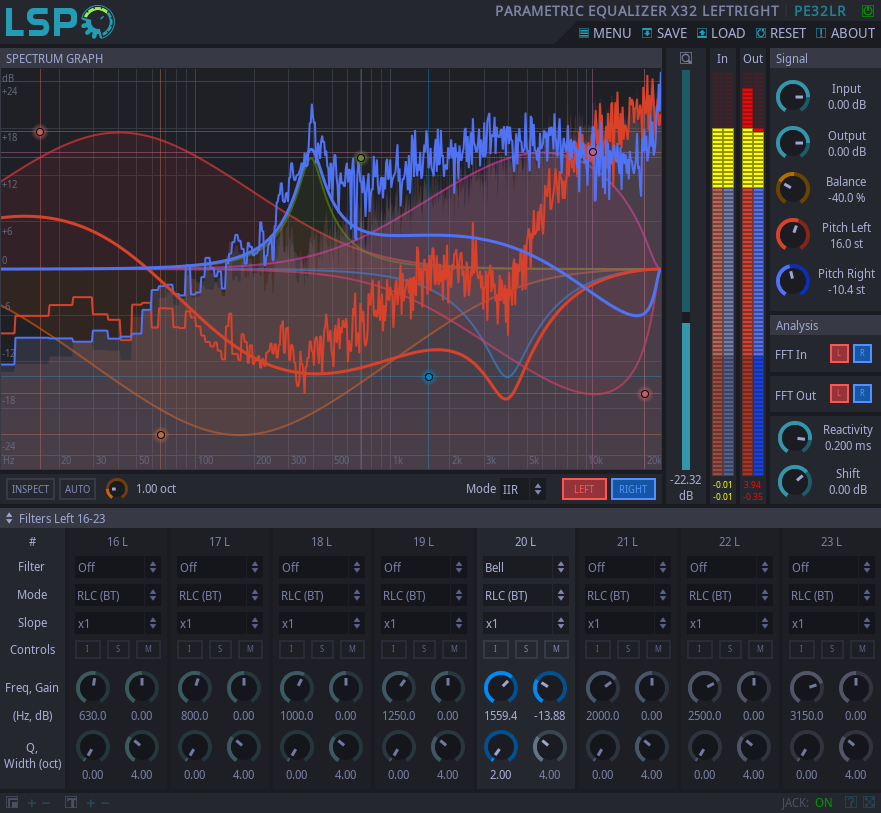 LSP
PARAMETRIC EQUALIZER X32 LEFTRIGHT PE32LR
MENU SAVE LOAD RESET ABOUT
SPECTRUM GRAPH
dB
+24
+18
+12
+6
0
-6
-12
-18
-24
Hz 20 30 50 100 200 300 500 1k 2k 3k 5k 10k 20k
INSPECT AUTO 1.00 oct Mode IIR LEFT RIGHT
-22.32
dB
In Out
-0.01 3.94
-0.01 -0.35
Signal
Input
0.00 dB
Output
0.00 dB
Balance
-40.0 %
Pitch Left
16.0 st
Pitch Right
-10.4 st
Analysis
FFT In L R
FFT Out L R
Reactivity
0.200 ms
Shift
0.00 dB
Filters Left 16-23
# 16 L 17 L 18 L 19 L 20 L 21 L 22 L 23 L
Filter Off Off Off Off Bell Off Off Off
Mode RLC (BT) RLC (BT) RLC (BT) RLC (BT) RLC (BT) RLC (BT) RLC (BT) RLC (BT)
Slope x1 x1 x1 x1 x1 x1 x1 x1
Controls I S M I S M I S M I S M I S M I S M I S M I S M
Freq, Gain
(Hz, dB) 630.0 0.00 800.0 0.00 1000.0 0.00 1250.0 0.00 1559.4 -13.88 2000.0 0.00 2500.0 0.00 3150.0 0.00
Q,
Width (oct)
0.00 4.00 0.00 4.00 0.00 4.00 0.00 4.00 2.00 4.00 0.00 4.00 0.00 4.00 0.00 4.00
JACK: ON